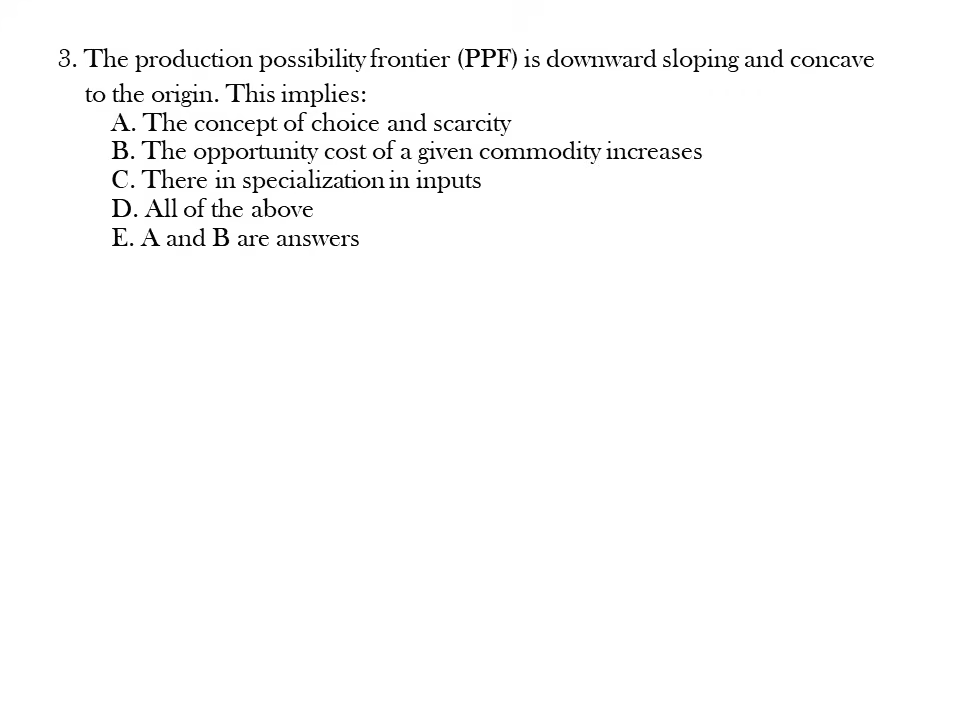 3. The production possibility frontier (PPF) is downward sloping and concave
to the origin. This implies:
A. The concept of choice and scarcity
B. The opportunity cost of a given commodity increases
C. There in specialization in inputs
D. All of the above
E. A and B are answers